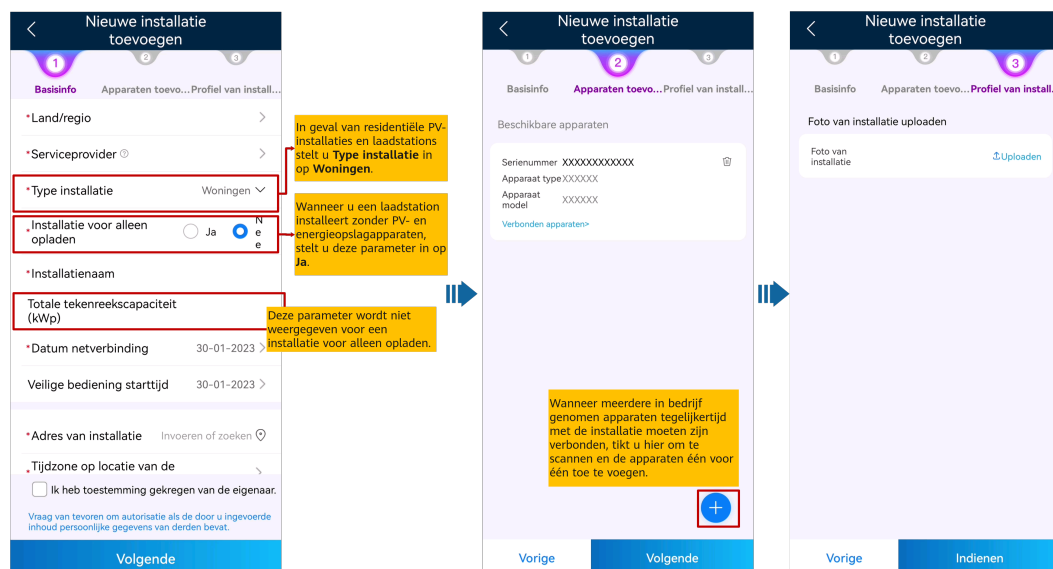 Nieuwe installatie
toevoegen
1
2
3
Basisinfo
Apparaten toevo...
Profiel van install...
*Land/regio
*Serviceprovider
*Type installatie
Woningen
*Installatie voor alleen
opladen
Ja
N
e
e
*Installatienaam
Totale tekenreekscapaciteit
(kWp)
*Datum netverbinding
30-01-2023
Veilige bediening starttijd
30-01-2023
*Adres van installatie
Invoeren of zoeken
*Tijdzone op locatie van de
Ik heb toestemming gekregen van de eigenaar.
Vraag van tevoren om autorisatie als de door u ingevoerde
inhoud persoonlijke gegevens van derden bevat.
Volgende
In geval van residentiële PV-
installaties en laadstations
stelt u Type installatie in
op Woningen.
Wanneer u een laadstation
installeert zonder PV- en
energieopslagapparaten,
stelt u deze parameter in op
Ja.
Deze parameter wordt niet
weergegeven voor een
installatie voor alleen opladen.
Nieuwe installatie
toevoegen
1
2
3
Basisinfo
Apparaten toevo...
Profiel van install...
Beschikbare apparaten
Serienummer XXXXXXXXXXXX
Apparaat type XXXXXX
Apparaat
model
XXXXXX
Verbonden apparaten>
Wanneer meerdere in bedrijf
genomen apparaten tegelijkertijd
met de installatie moeten zijn
verbonden, tikt u hier om te
scannen en de apparaten één voor
één toe te voegen.
Vorige
Volgende
Nieuwe installatie
toevoegen
1
2
3
Basisinfo
Apparaten toevo...
Profiel van install.
Foto van installatie uploaden
Foto van
installatie
Uploaden
Vorige
Indienen